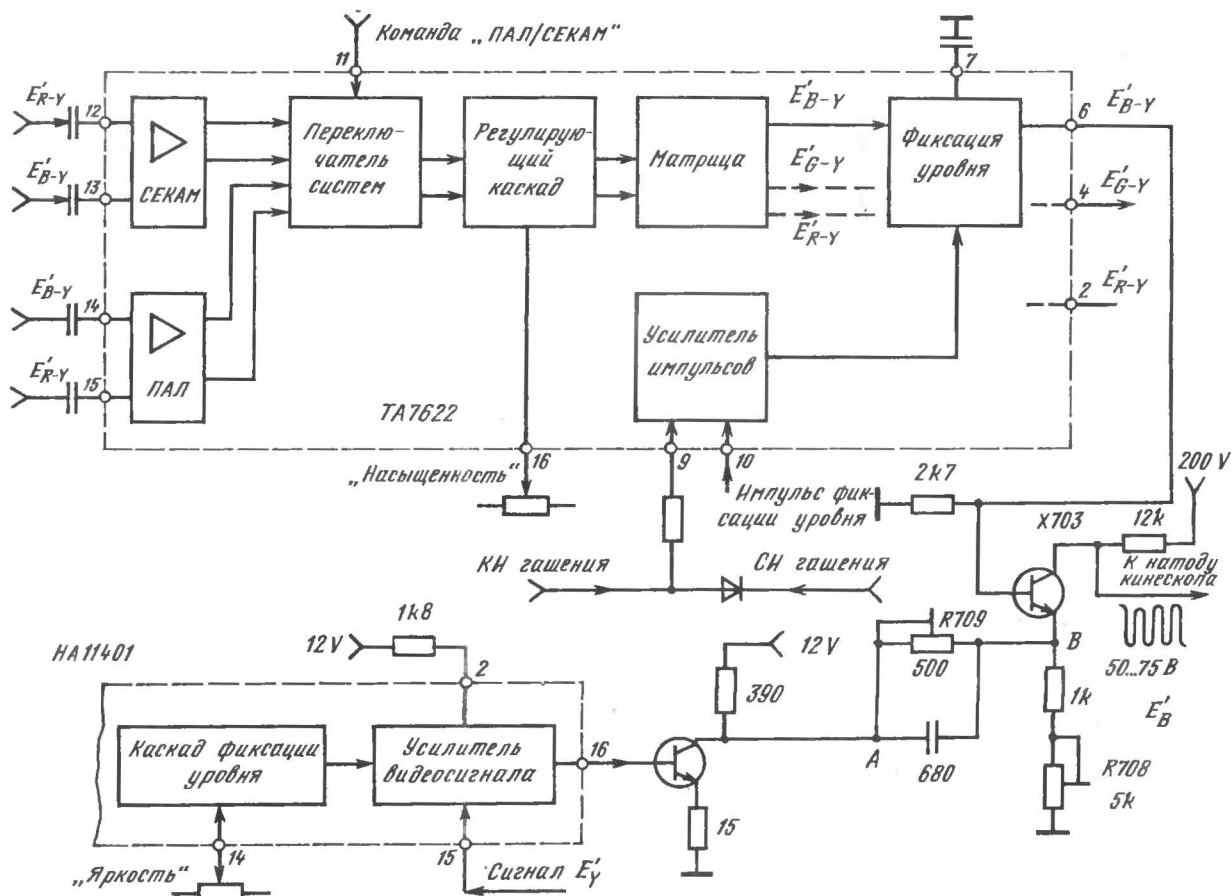 Команда „ПАЛ/СЕКАМ"
11
7
E'R-Y
12
E'B-Y
13
СЕКАМ
Переклю-
чатель
систем
Регулирую-
щий
каскад
Матрица
E'B-Y
E'G-Y
E'R-Y
Фиксация
уровня
6
E'B-Y
4
E'G-Y
2
E'R-Y
E'B-Y
14
E'R-Y
15
ПАЛ
Усилитель
импульсов
TA7622
16
„Насыщенность"
9
10
Импульс фик-
сации уровня
2k7
200 V
X703
12k
К катоду
кинескопа
КИ гашения
СИ гашения
50...75 В
E'B
1k8
12V
HA11401
2
12V
390
R709
500
B
1k
R708
5k
A
680
Каскад фиксации
уровня
Усилитель
видеосигнала
16
15
14
„Яркость"
15
Сигнал E'Y